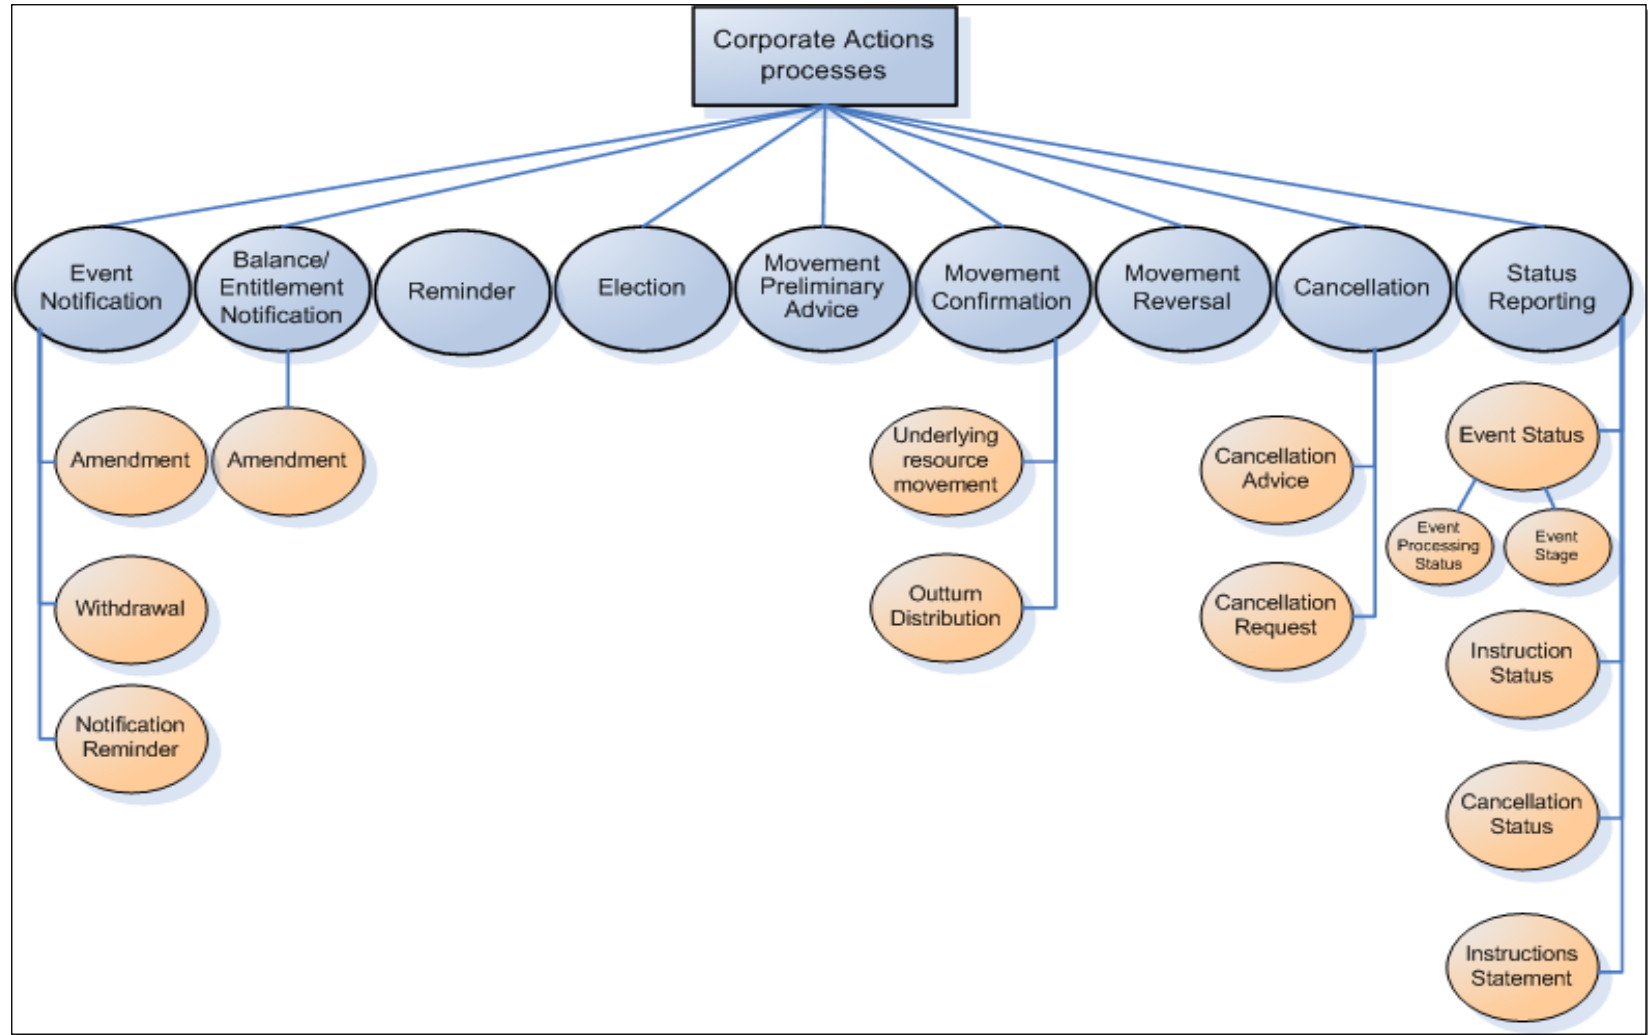 Corporate Actions
processes
Event
Notification
Balance/
Entitlement
Notification
Reminder
Election
Movement
Preliminary
Advice
Movement
Confirmation
Movement
Reversal
Cancellation
Status
Reporting
Amendment
Withdrawal
Notification
Reminder
Amendment
Underlying
resource
movement
Outturn
Distribution
Cancellation
Advice
Cancellation
Request
Event Status
Event
Processing
Status
Event
Stage
Instruction
Status
Cancellation
Status
Instructions
Statement